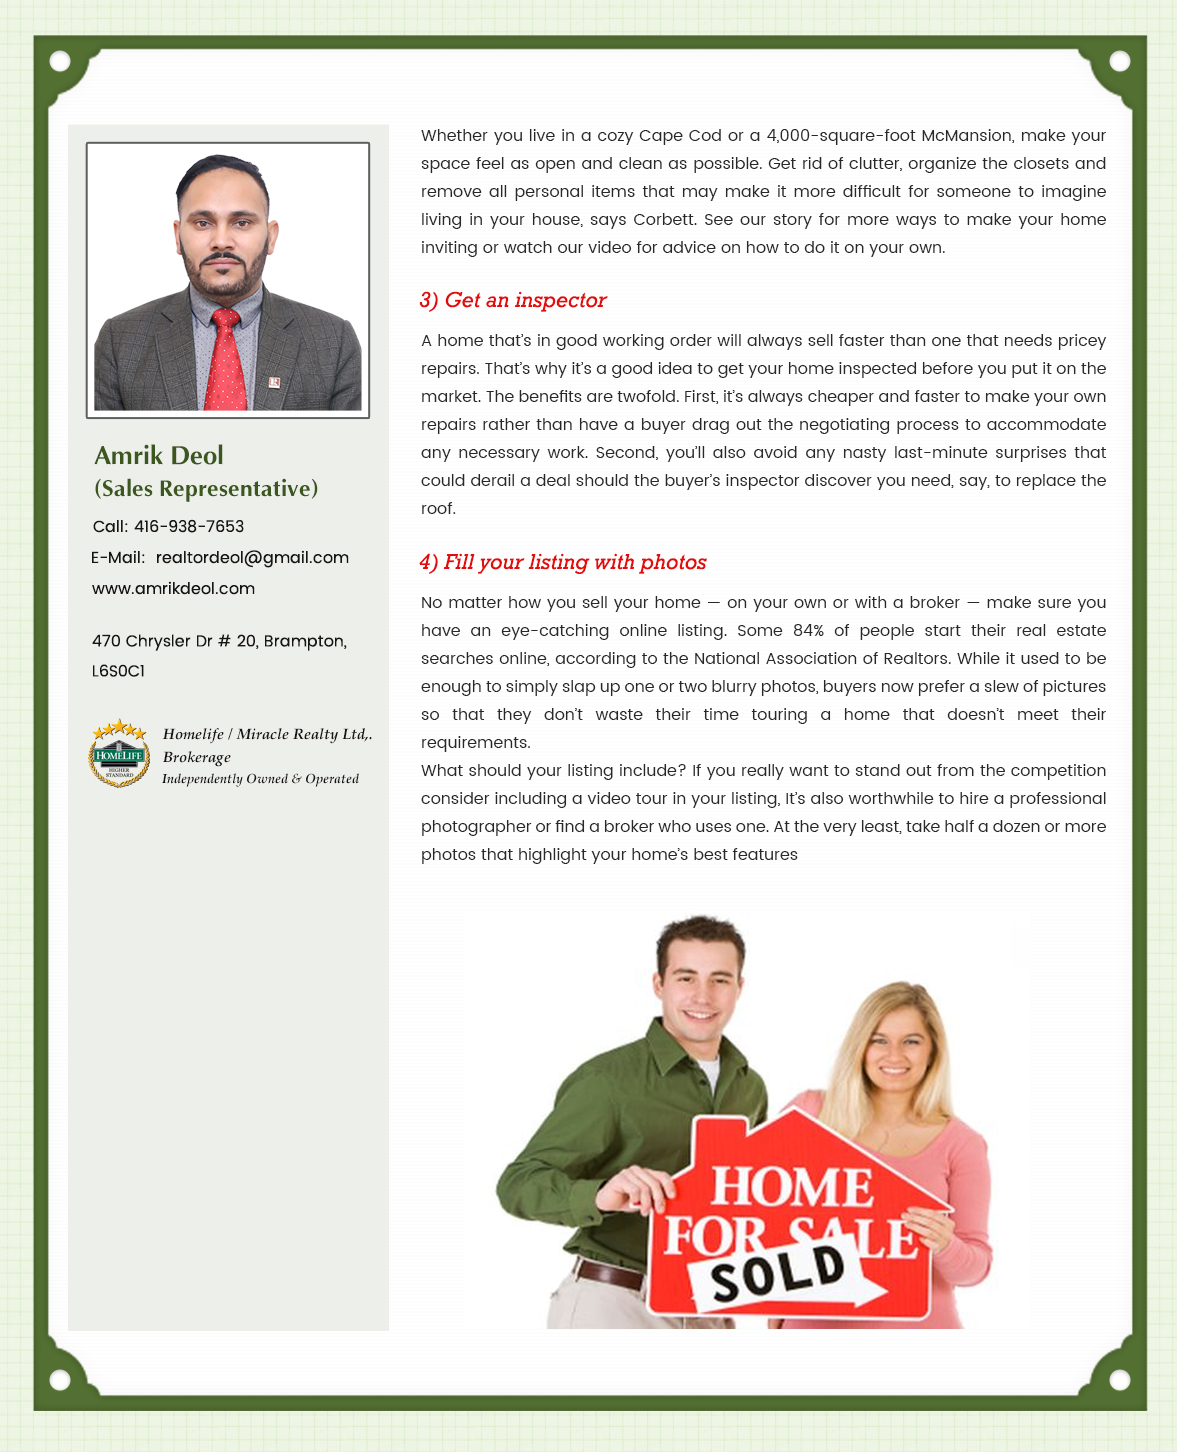 Amrik Deol
(Sales Representative)
Call: 416-938-7653
E-Mail: realtordeol@gmail.com
www.amrikdeol.com
470 Chrysler Dr # 20, Brampton,
L6S0C1
HOMELIFE
HIGHER
STANDARD
Homelife / Miracle Realty Ltd,.
Brokerage
Independently Owned & Operated
Whether you live in a cozy Cape Cod or a 4,000-square-foot McMansion, make your
space feel as open and clean as possible. Get rid of clutter, organize the closets and
remove all personal items that may make it more difficult for someone to imagine
living in your house, says Corbett. See our story for more ways to make your home
inviting or watch our video for advice on how to do it on your own.
3) Get an inspector
A home that’s in good working order will always sell faster than one that needs pricey
repairs. That’s why it’s a good idea to get your home inspected before you put it on the
market. The benefits are twofold. First, it’s always cheaper and faster to make your own
repairs rather than have a buyer drag out the negotiating process to accommodate
any necessary work. Second, you’ll also avoid any nasty last-minute surprises that
could derail a deal should the buyer’s inspector discover you need, say, to replace the
roof.
4) Fill your listing with photos
No matter how you sell your home — on your own or with a broker — make sure you
have an eye-catching online listing. Some 84% of people start their real estate
searches online, according to the National Association of Realtors. While it used to be
enough to simply slap up one or two blurry photos, buyers now prefer a slew of pictures
so that they don’t waste their time touring a home that doesn’t meet their
requirements.
What should your listing include? If you really want to stand out from the competition
consider including a video tour in your listing, It’s also worthwhile to hire a professional
photographer or find a broker who uses one. At the very least, take half a dozen or more
photos that highlight your home’s best features
HOME
FOR SALE
SOLD